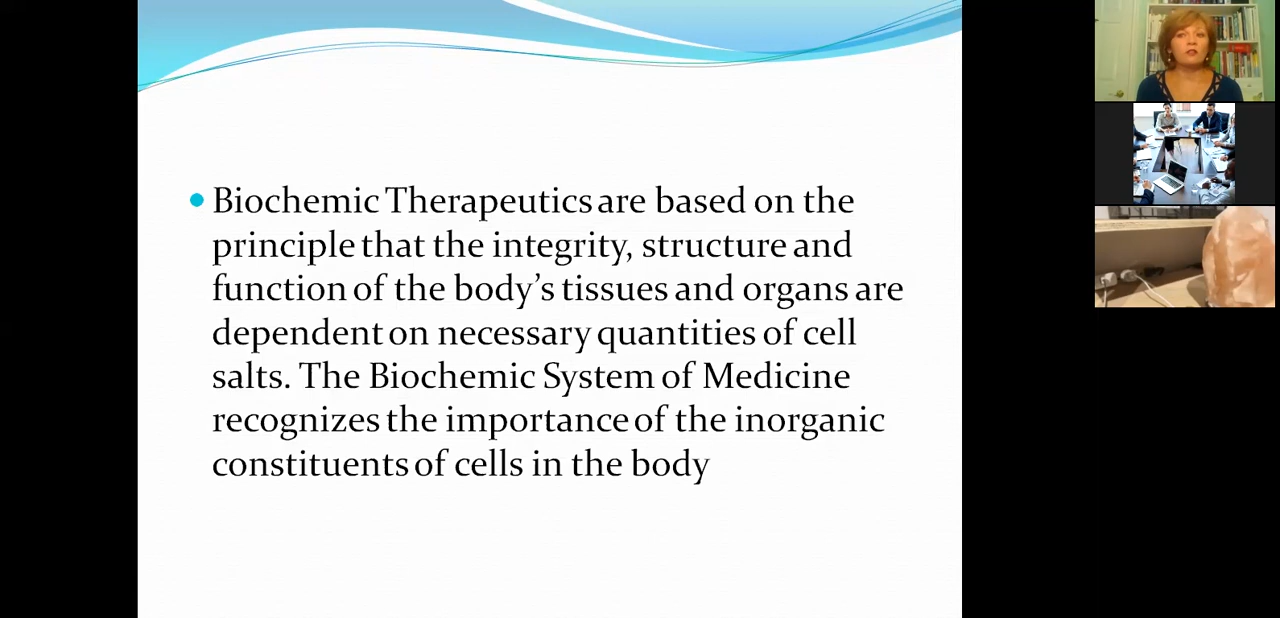 Biochemic Therapeutics are based on the
principle that the integrity, structure and
function of the body’s tissues and organs are
dependent on necessary quantities of cell
salts. The Biochemic System of Medicine
recognizes the importance of the inorganic
constituents of cells in the body